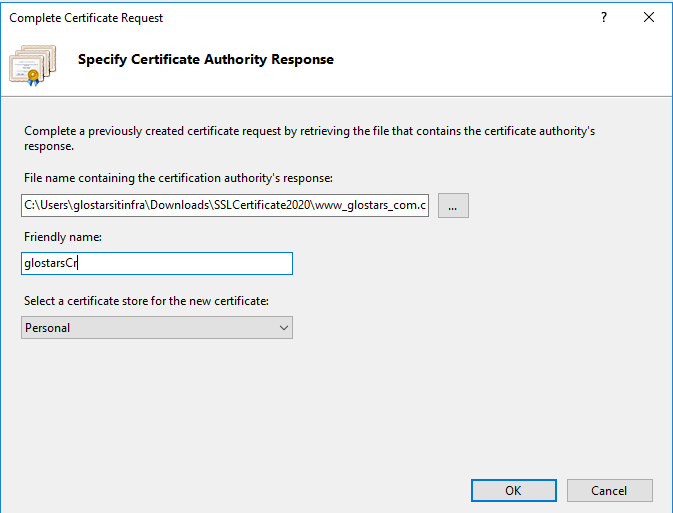 Complete Certificate Request
?
Specify Certificate Authority Response
Complete a previously created certificate request by retrieving the file that contains the certificate authority's
response.
File name containing the certification authority's response:
C:\Users\glostarsitinfra\Downloads\SSLCertificate2020\www_glostars_com.c
...
Friendly name:
glostarsCr
Select a certificate store for the new certificate:
Personal
OK
Cancel